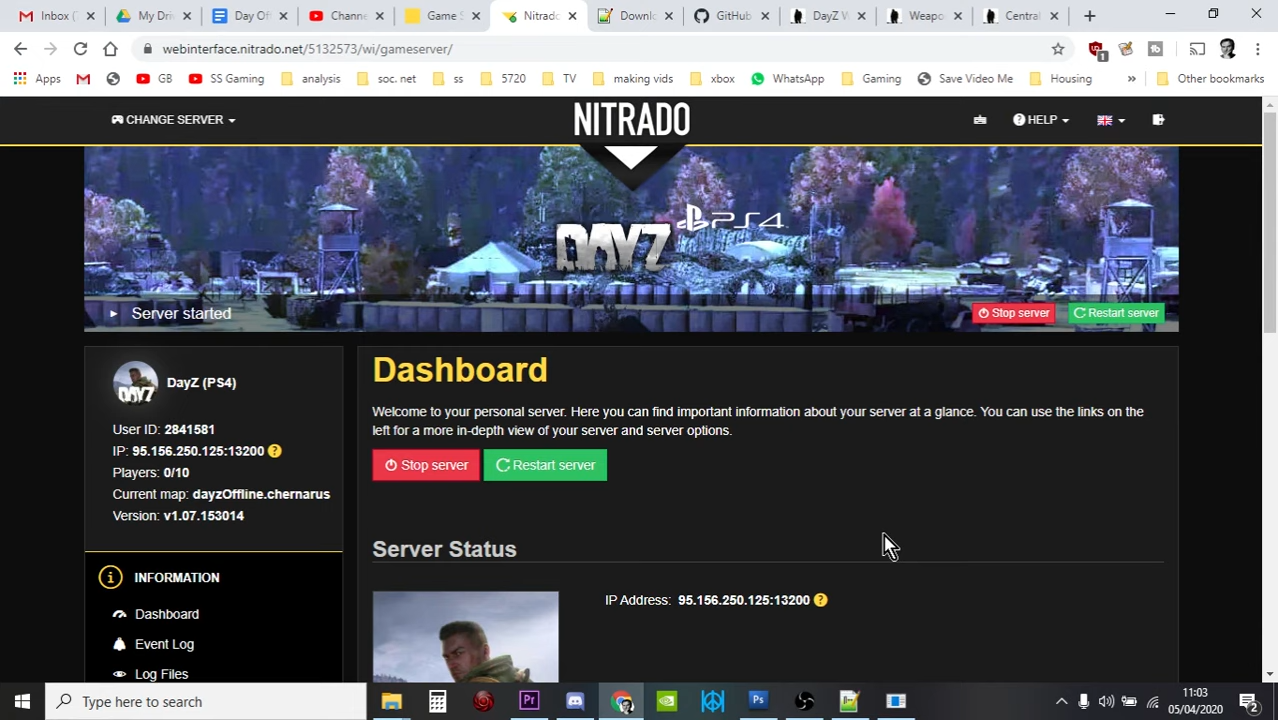 Inbox (
My Dri
Day Of
Channe
Game S
Nitrado
Downlo
GitHub
DayZ W
Weapo
Central
webinterface.nitrado.net/5132573/wi/gameserver/
Apps
GB
SS Gaming
analysis
soc. net
ss
5720
TV
making vids
xbox
WhatsApp
Gaming
Save Video Me
Housing
»
Other bookmarks
CHANGE SERVER
NITRADO
HELP
DAYZ PS4
Server started
Stop server
Restart server
DAYZ
DayZ (PS4)
User ID: 2841581
IP: 95.156.250.125:13200
Players: 0/10
Current map: dayzOffline.chernarus
Version: v1.07.153014
INFORMATION
Dashboard
Event Log
Log Files
Dashboard
Welcome to your personal server. Here you can find important information about your server at a glance. You can use the links on the
left for a more in-depth view of your server and server options.
Stop server
Restart server
Server Status
IP Address: 95.156.250.125:13200
Type here to search
Pr
Ps
11:03
05/04/2020
2